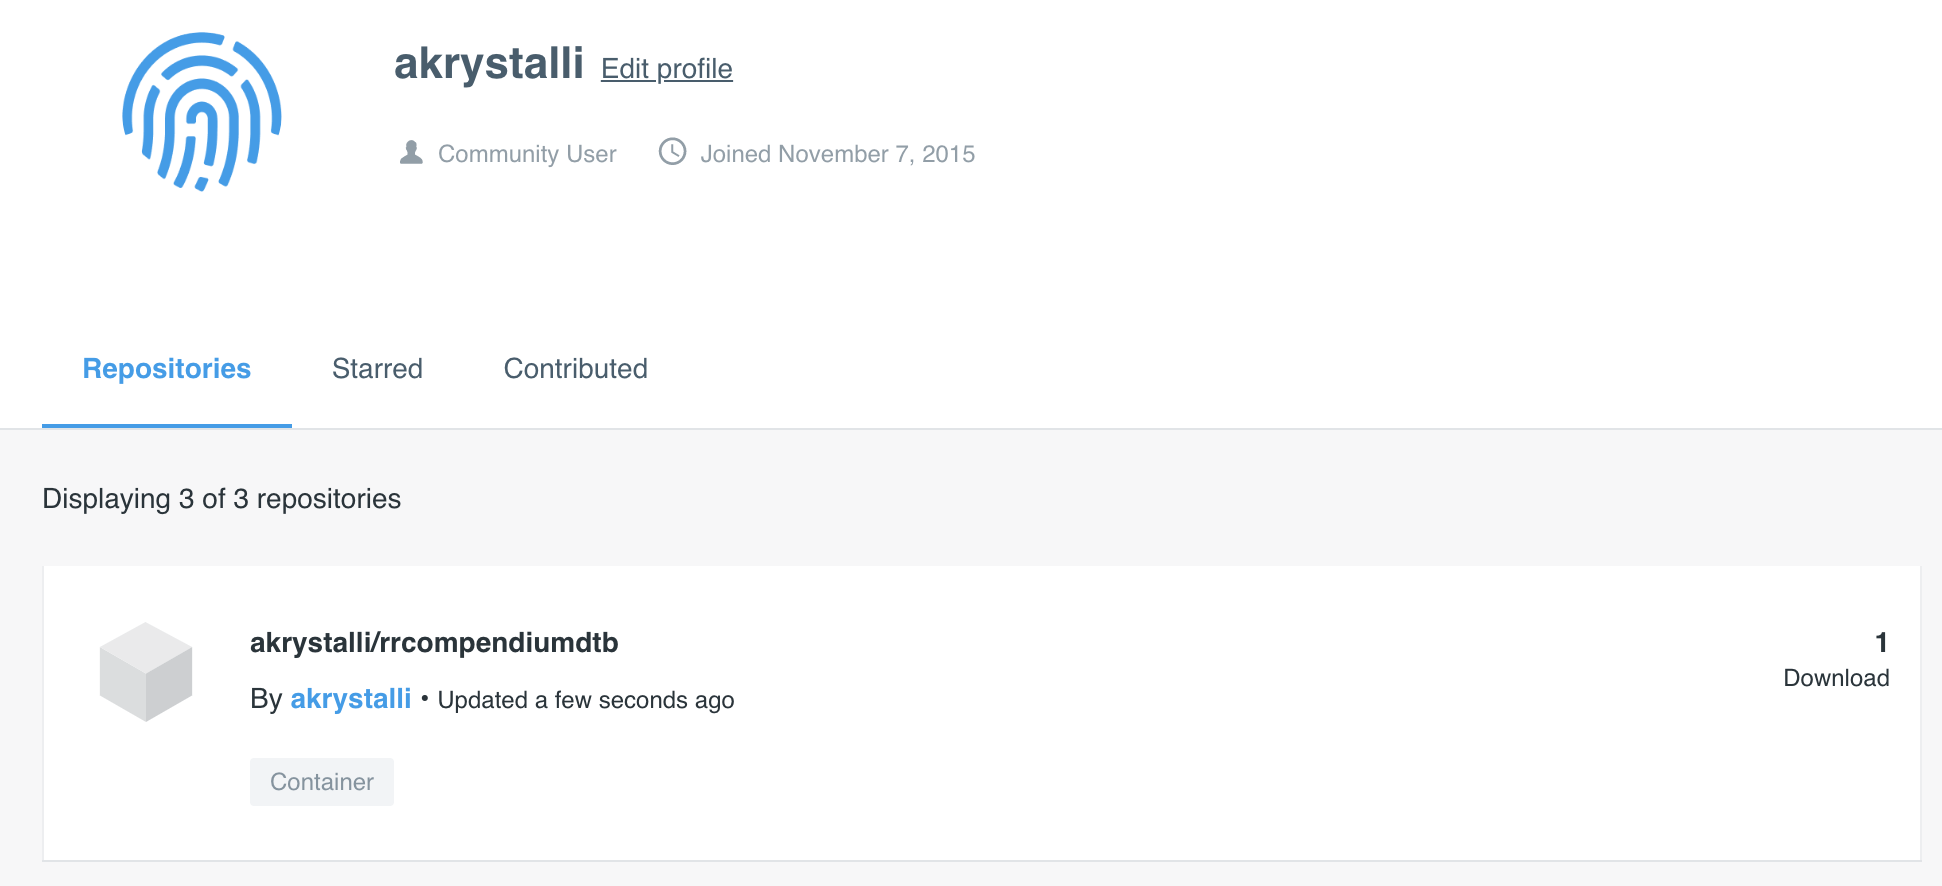 akrystalli Edit profile
Community User Joined November 7, 2015
Repositories Starred Contributed
Displaying 3 of 3 repositories
akrystalli/rrcompendiumdtb 1
By akrystalli • Updated a few seconds ago Download
Container